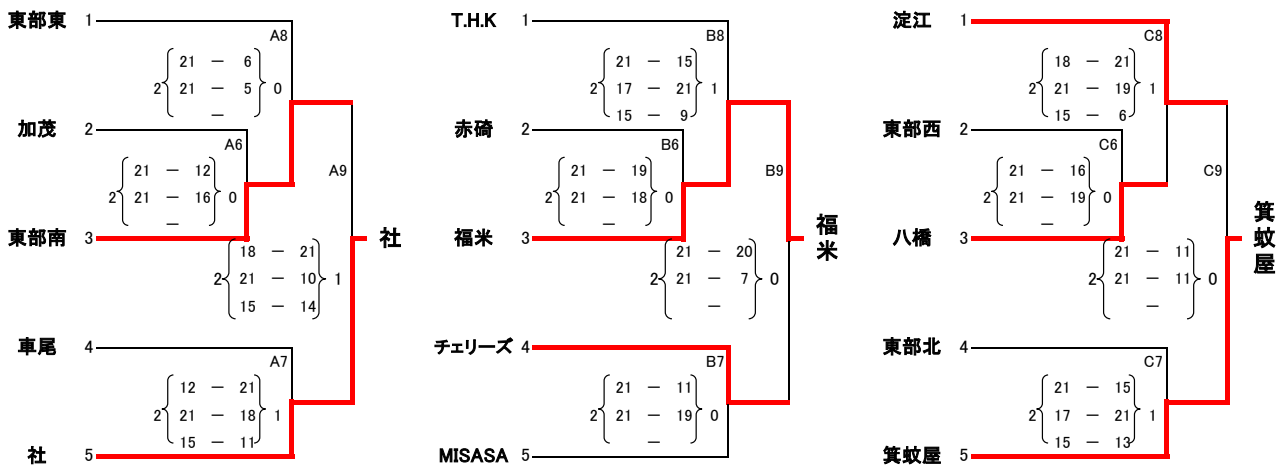 東部東 1
A8
21 － 6
2 21 － 5 0
－
加茂 2
A6
21 － 12
2 21 － 16 0
－
A9
東部南 3
社
18 － 21
2 21 － 10 1
15 － 14
車尾 4
A7
12 － 21
2 21 － 18 1
15 － 11
社 5
T.H.K 1
B8
21 － 15
2 17 － 21 1
15 － 9
赤碕 2
B6
21 － 19
2 21 － 18 0
－
B9
福米 3
福米
21 － 20
2 21 － 7 0
－
チェリーズ 4
B7
21 － 11
2 21 － 19 0
－
MISASA 5
淀江 1
C8
18 － 21
2 21 － 19 1
15 － 6
東部西 2
C6
21 － 16
2 21 － 19 0
－
C9
八橋 3
箕蚊屋
21 － 11
2 21 － 11 0
－
東部北 4
C7
21 － 15
2 17 － 21 1
15 － 13
箕蚊屋 5